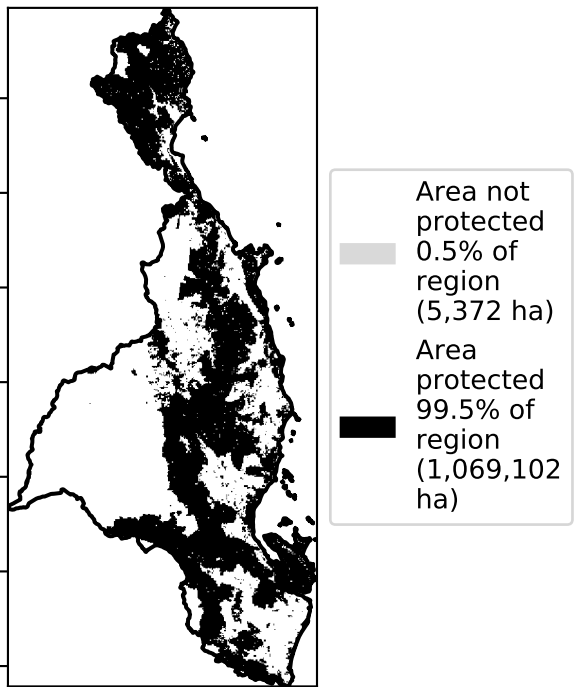 Area not
protected
0.5% of
region
(5,372 ha)
Area
protected
99.5% of
region
(1,069,102
ha)